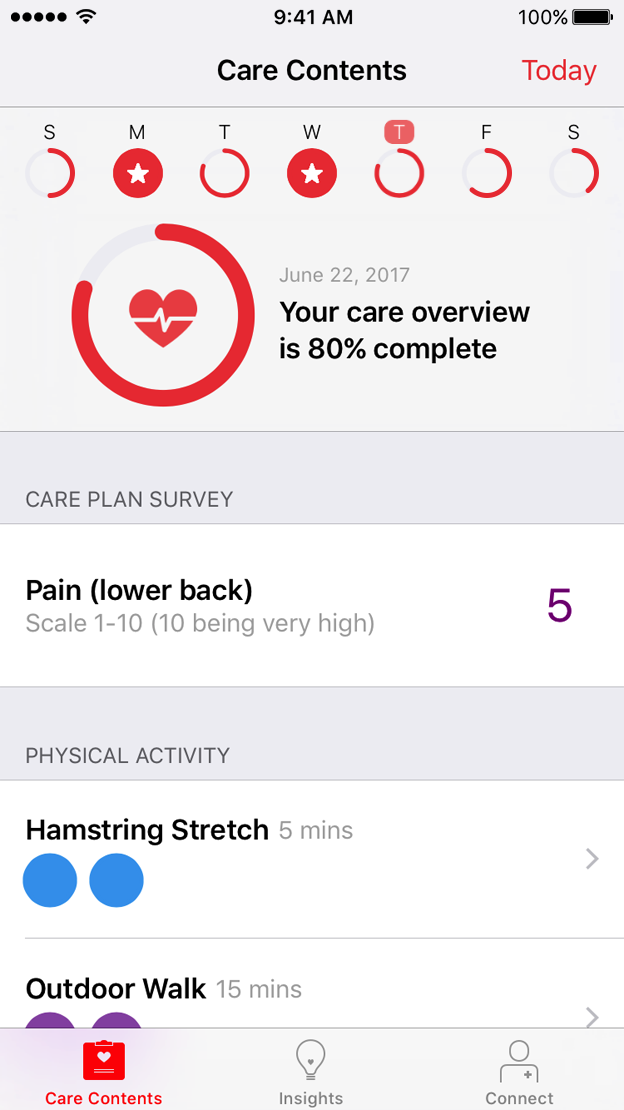 9:41 AM
100%
Care Contents
Today
S M T W T F S
June 22, 2017
Your care overview
is 80% complete
CARE PLAN SURVEY
Pain (lower back)
Scale 1-10 (10 being very high)
5
PHYSICAL ACTIVITY
Hamstring Stretch 5 mins
Outdoor Walk 15 mins
Care Contents
Insights
Connect